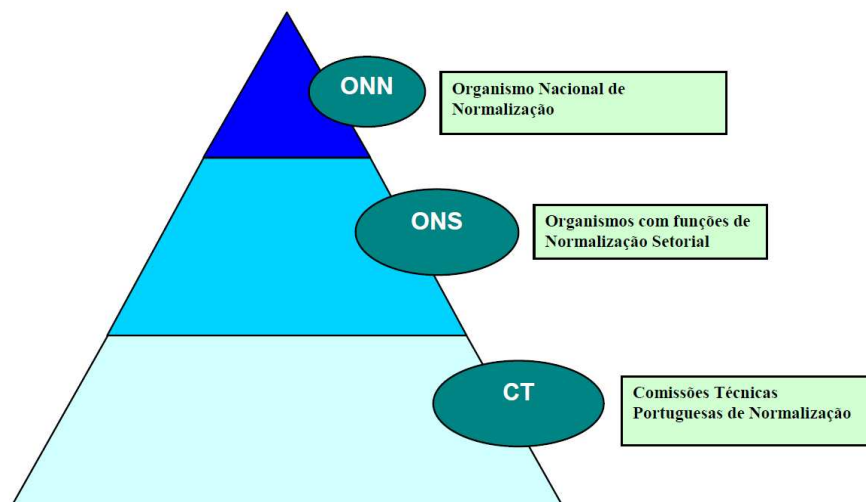 ONN
Organismo Nacional de
Normalização
ONS
Organismos com funções de
Normalização Setorial
CT
Comissões Técnicas
Portuguesas de Normalização